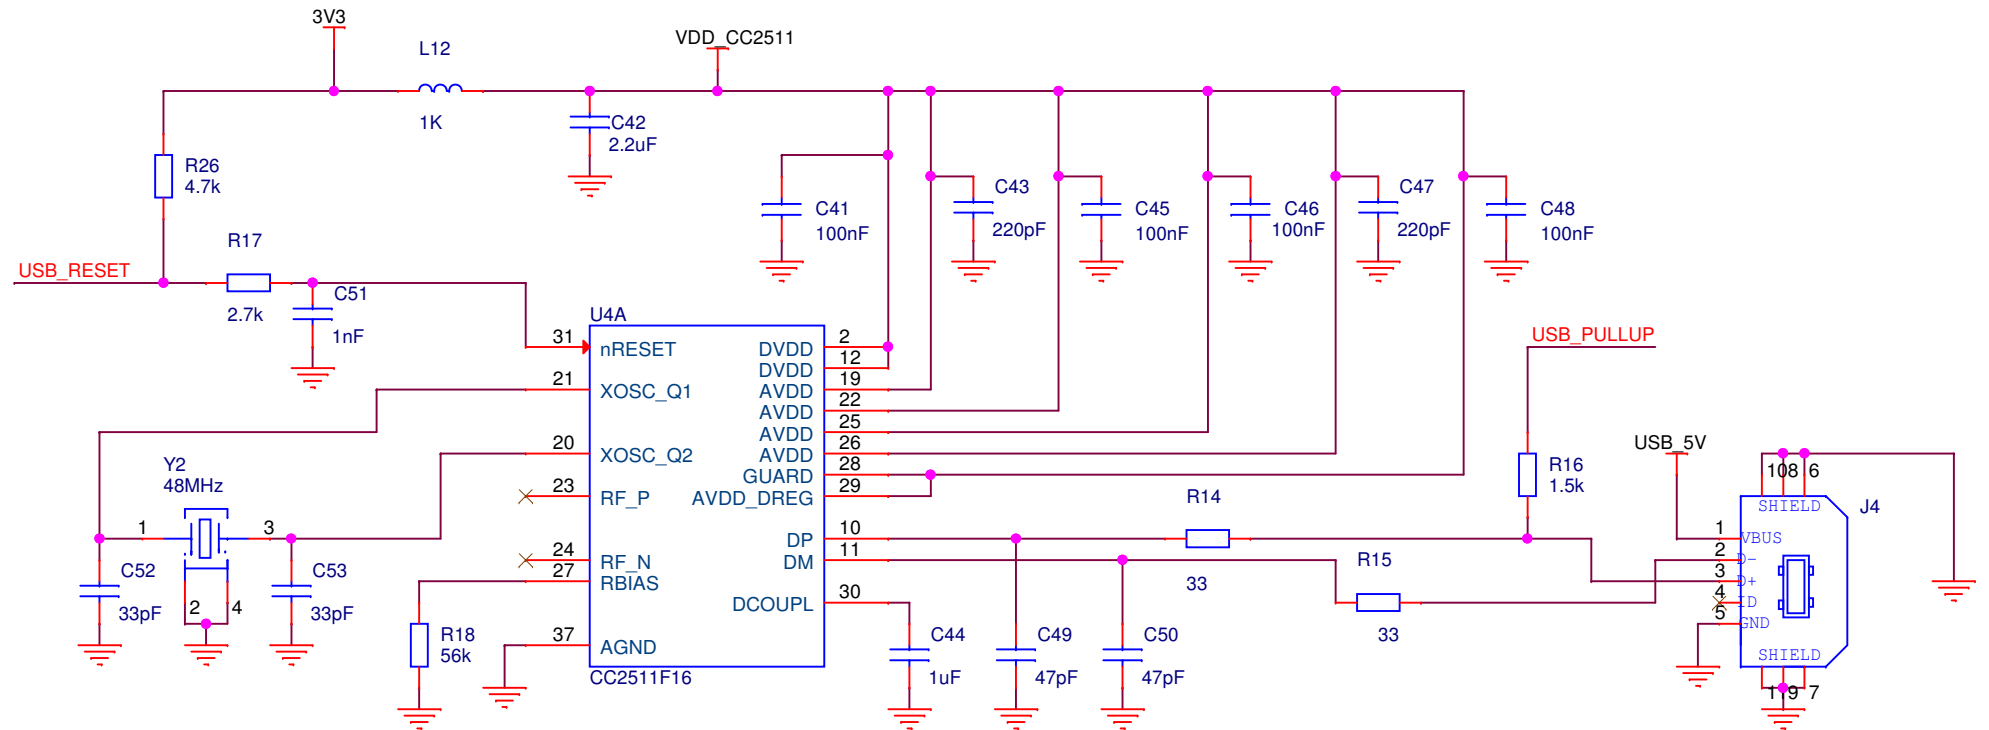 3V3
L12
VDD_CC2511
1K
C42
2.2uF
R26
4.7k
C41
100nF
C43
220pF
C45
100nF
C46
100nF
C47
220pF
C48
100nF
R17
2.7k
USB_RESET
C51
1nF
U4A
31
nRESET
21
XOSC_Q1
20
XOSC_Q2
23
RF_P
24
RF_N
27
RBIAS
37
AGND
CC2511F16
2
DVDD
12
DVDD
19
AVDD
22
AVDD
25
AVDD
26
AVDD
28
GUARD
29
AVDD_DREG
10
DP
11
DM
30
DCOUPL
Y2
48MHz
1
3
2
4
C52
33pF
C53
33pF
R18
56k
C44
1uF
C49
47pF
C50
47pF
R14
33
R15
33
USB_PULLUP
R16
1.5k
USB_5V
J4
10 8 6
SHIELD
1
VBUS
2
D-
3
D+
4
ID
5
GND
SHIELD
11 9 7